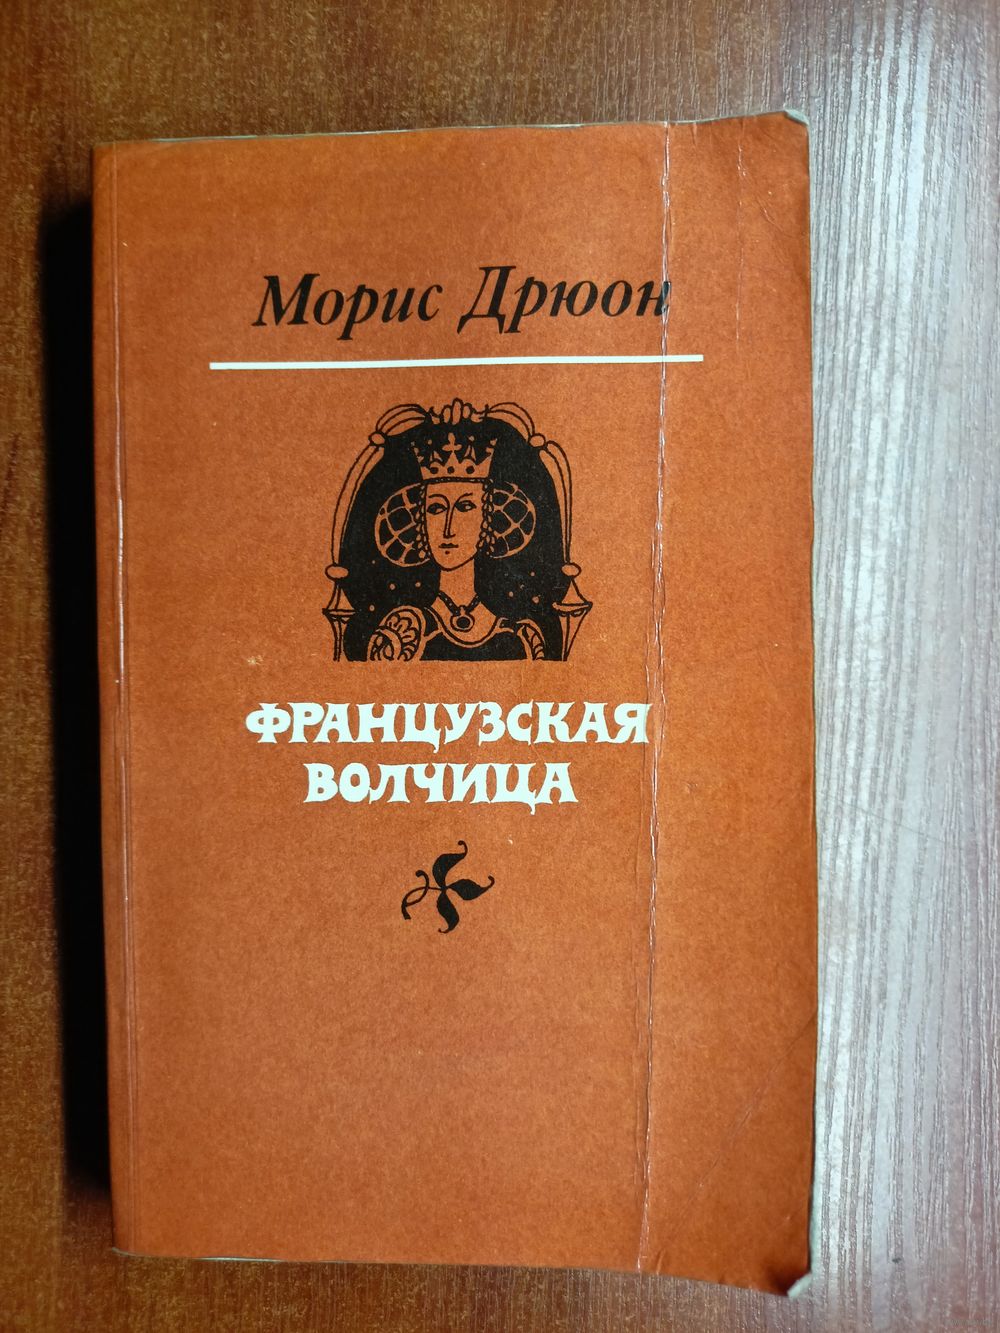 Морис Дрюон
ФРАНЦУЗСКАЯ
ВОЛЧИЦА